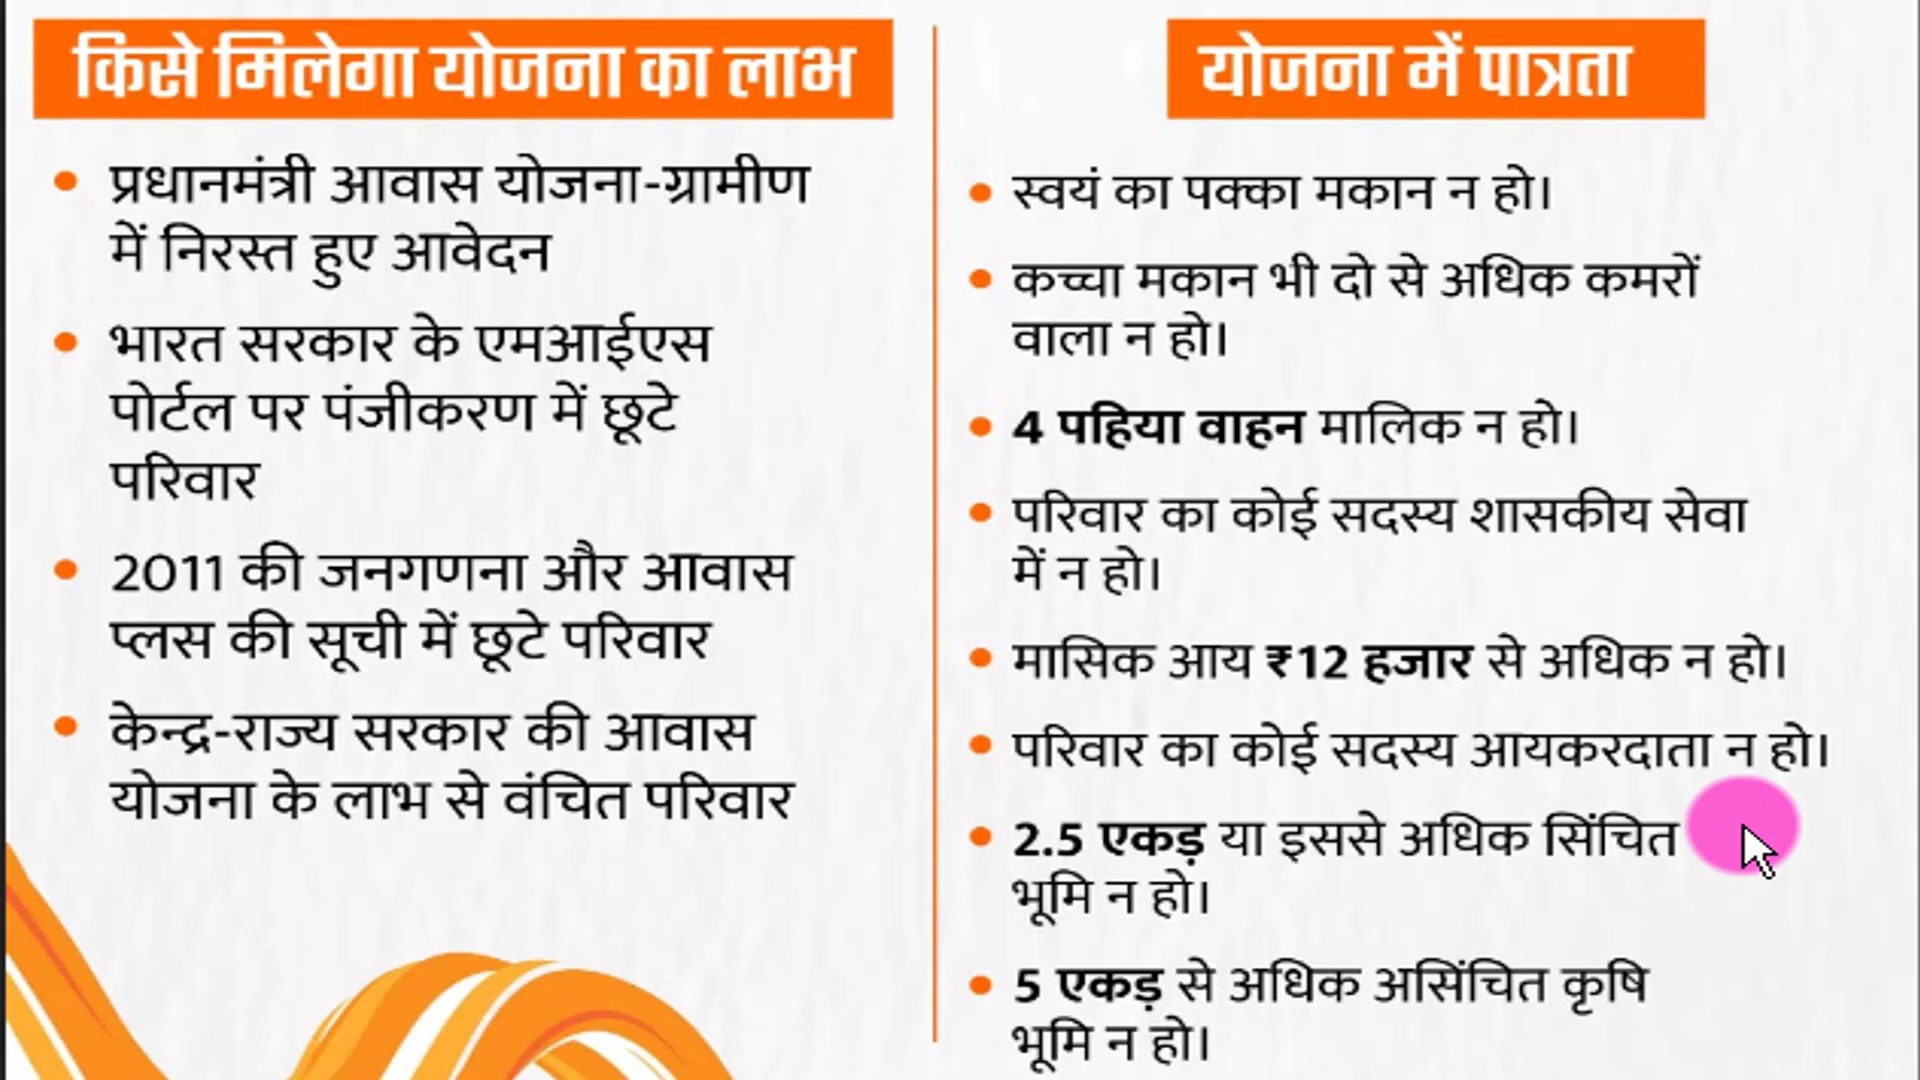 किसे मिलेगा योजना का लाभ
प्रधानमंत्री आवास योजना-ग्रामीण
में निरस्त हुए आवेदन
भारत सरकार के एमआईएस
पोर्टल पर पंजीकरण में छूटे
परिवार
2011 की जनगणना और आवास
प्लस की सूची में छूटे परिवार
केन्द्र-राज्य सरकार की आवास
योजना के लाभ से वंचित परिवार
योजना में पात्रता
स्वयं का पक्का मकान न हो।
कच्चा मकान भी दो से अधिक कमरों
वाला न हो।
4 पहिया वाहन मालिक न हो।
परिवार का कोई सदस्य शासकीय सेवा
में न हो।
मासिक आय ₹12 हजार से अधिक न हो।
परिवार का कोई सदस्य आयकरदाता न हो।
2.5 एकड़ या इससे अधिक सिंचित
भूमि न हो।
5 एकड़ से अधिक असिंचित कृषि
भूमि न हो।